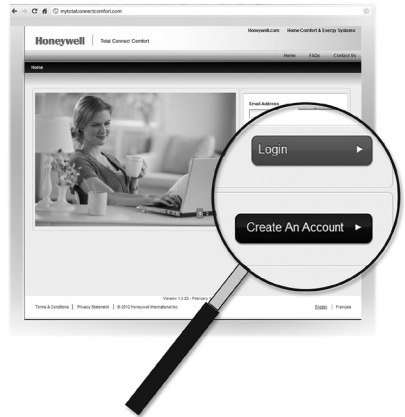 mytotalconnectcomfort.com
Honeywell.com Home Comfort & Energy Systems
Honeywell Total Connect Comfort
Home FAQs Contact Us
Home
Email Address
Login
Create An Account
Version 1.2.22 - February
Terms & Conditions Privacy Statement © 2012 Honeywell International Inc. English Français